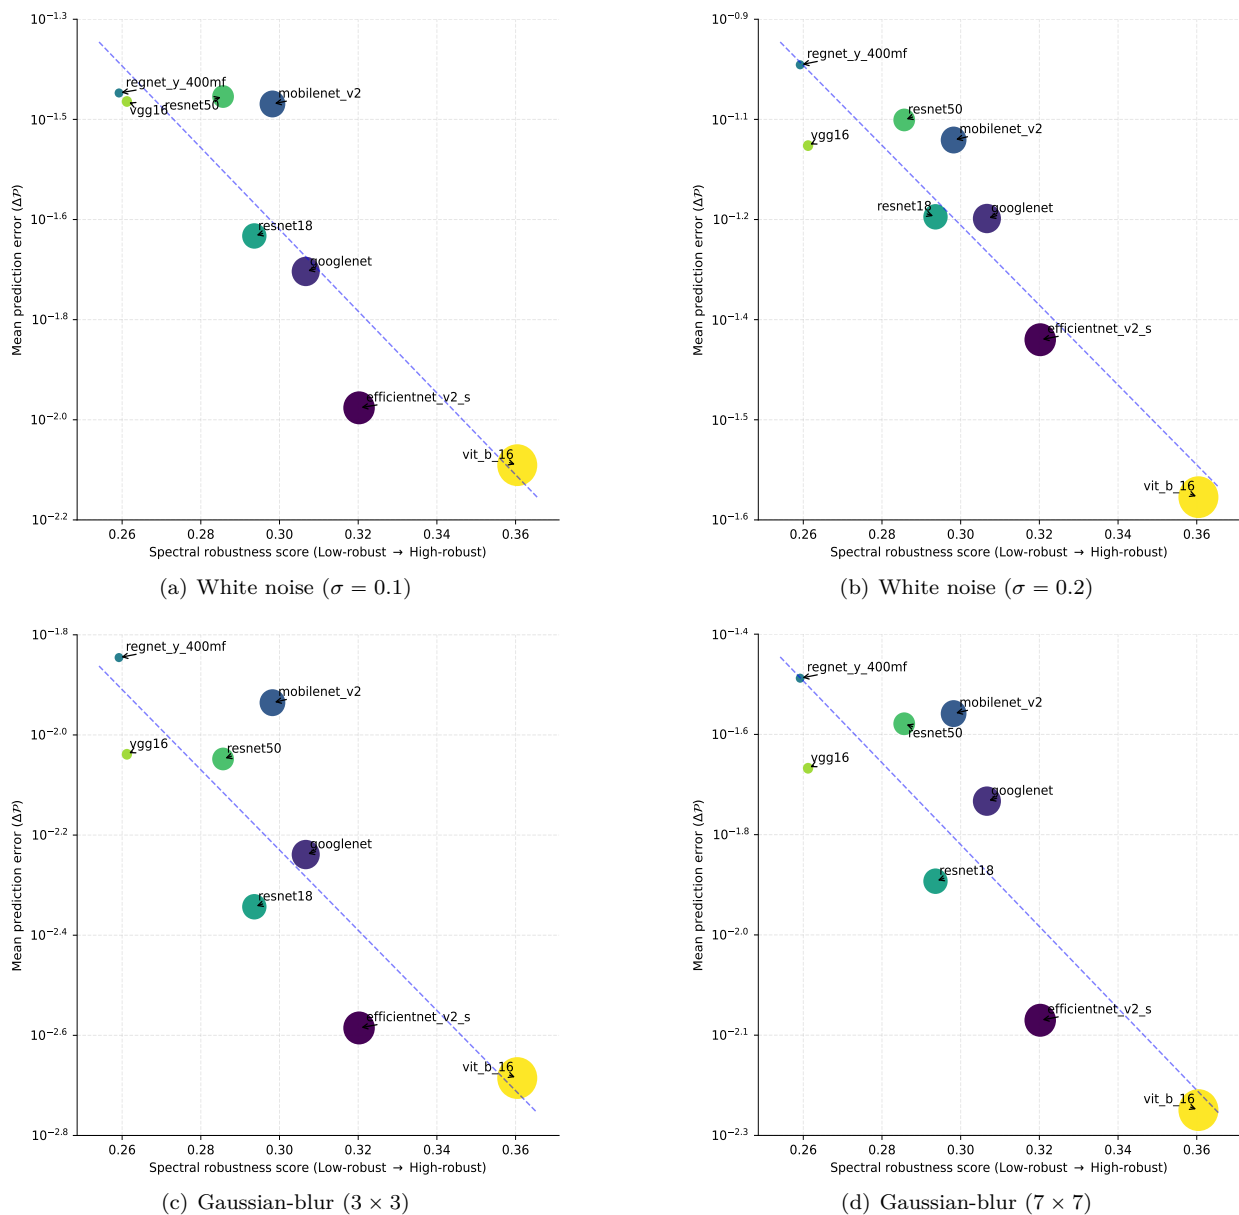 10^−1.3
10^−1.5
10^−1.6
10^−1.8
10^−2.0
10^−2.2
Mean prediction error (Δ𝒫)
regnet_y_400mf
vgg16
resnet50
mobilenet_v2
resnet18
googlenet
efficientnet_v2_s
vit_b_16
0.26 0.28 0.30 0.32 0.34 0.36
Spectral robustness score (Low-robust → High-robust)
(a) White noise (σ = 0.1)
10^−0.9
10^−1.1
10^−1.2
10^−1.4
10^−1.5
10^−1.6
Mean prediction error (Δ𝒫)
regnet_y_400mf
resnet50
mobilenet_v2
vgg16
resnet18
googlenet
efficientnet_v2_s
vit_b_16
0.26 0.28 0.30 0.32 0.34 0.36
Spectral robustness score (Low-robust → High-robust)
(b) White noise (σ = 0.2)
10^−1.8
10^−2.0
10^−2.2
10^−2.4
10^−2.6
10^−2.8
Mean prediction error (Δ𝒫)
regnet_y_400mf
mobilenet_v2
vgg16
resnet50
googlenet
resnet18
efficientnet_v2_s
vit_b_16
0.26 0.28 0.30 0.32 0.34 0.36
Spectral robustness score (Low-robust → High-robust)
(c) Gaussian-blur (3 × 3)
10^−1.4
10^−1.6
10^−1.8
10^−2.0
10^−2.1
10^−2.3
Mean prediction error (Δ𝒫)
regnet_y_400mf
mobilenet_v2
resnet50
vgg16
googlenet
resnet18
efficientnet_v2_s
vit_b_16
0.26 0.28 0.30 0.32 0.34 0.36
Spectral robustness score (Low-robust → High-robust)
(d) Gaussian-blur (7 × 7)